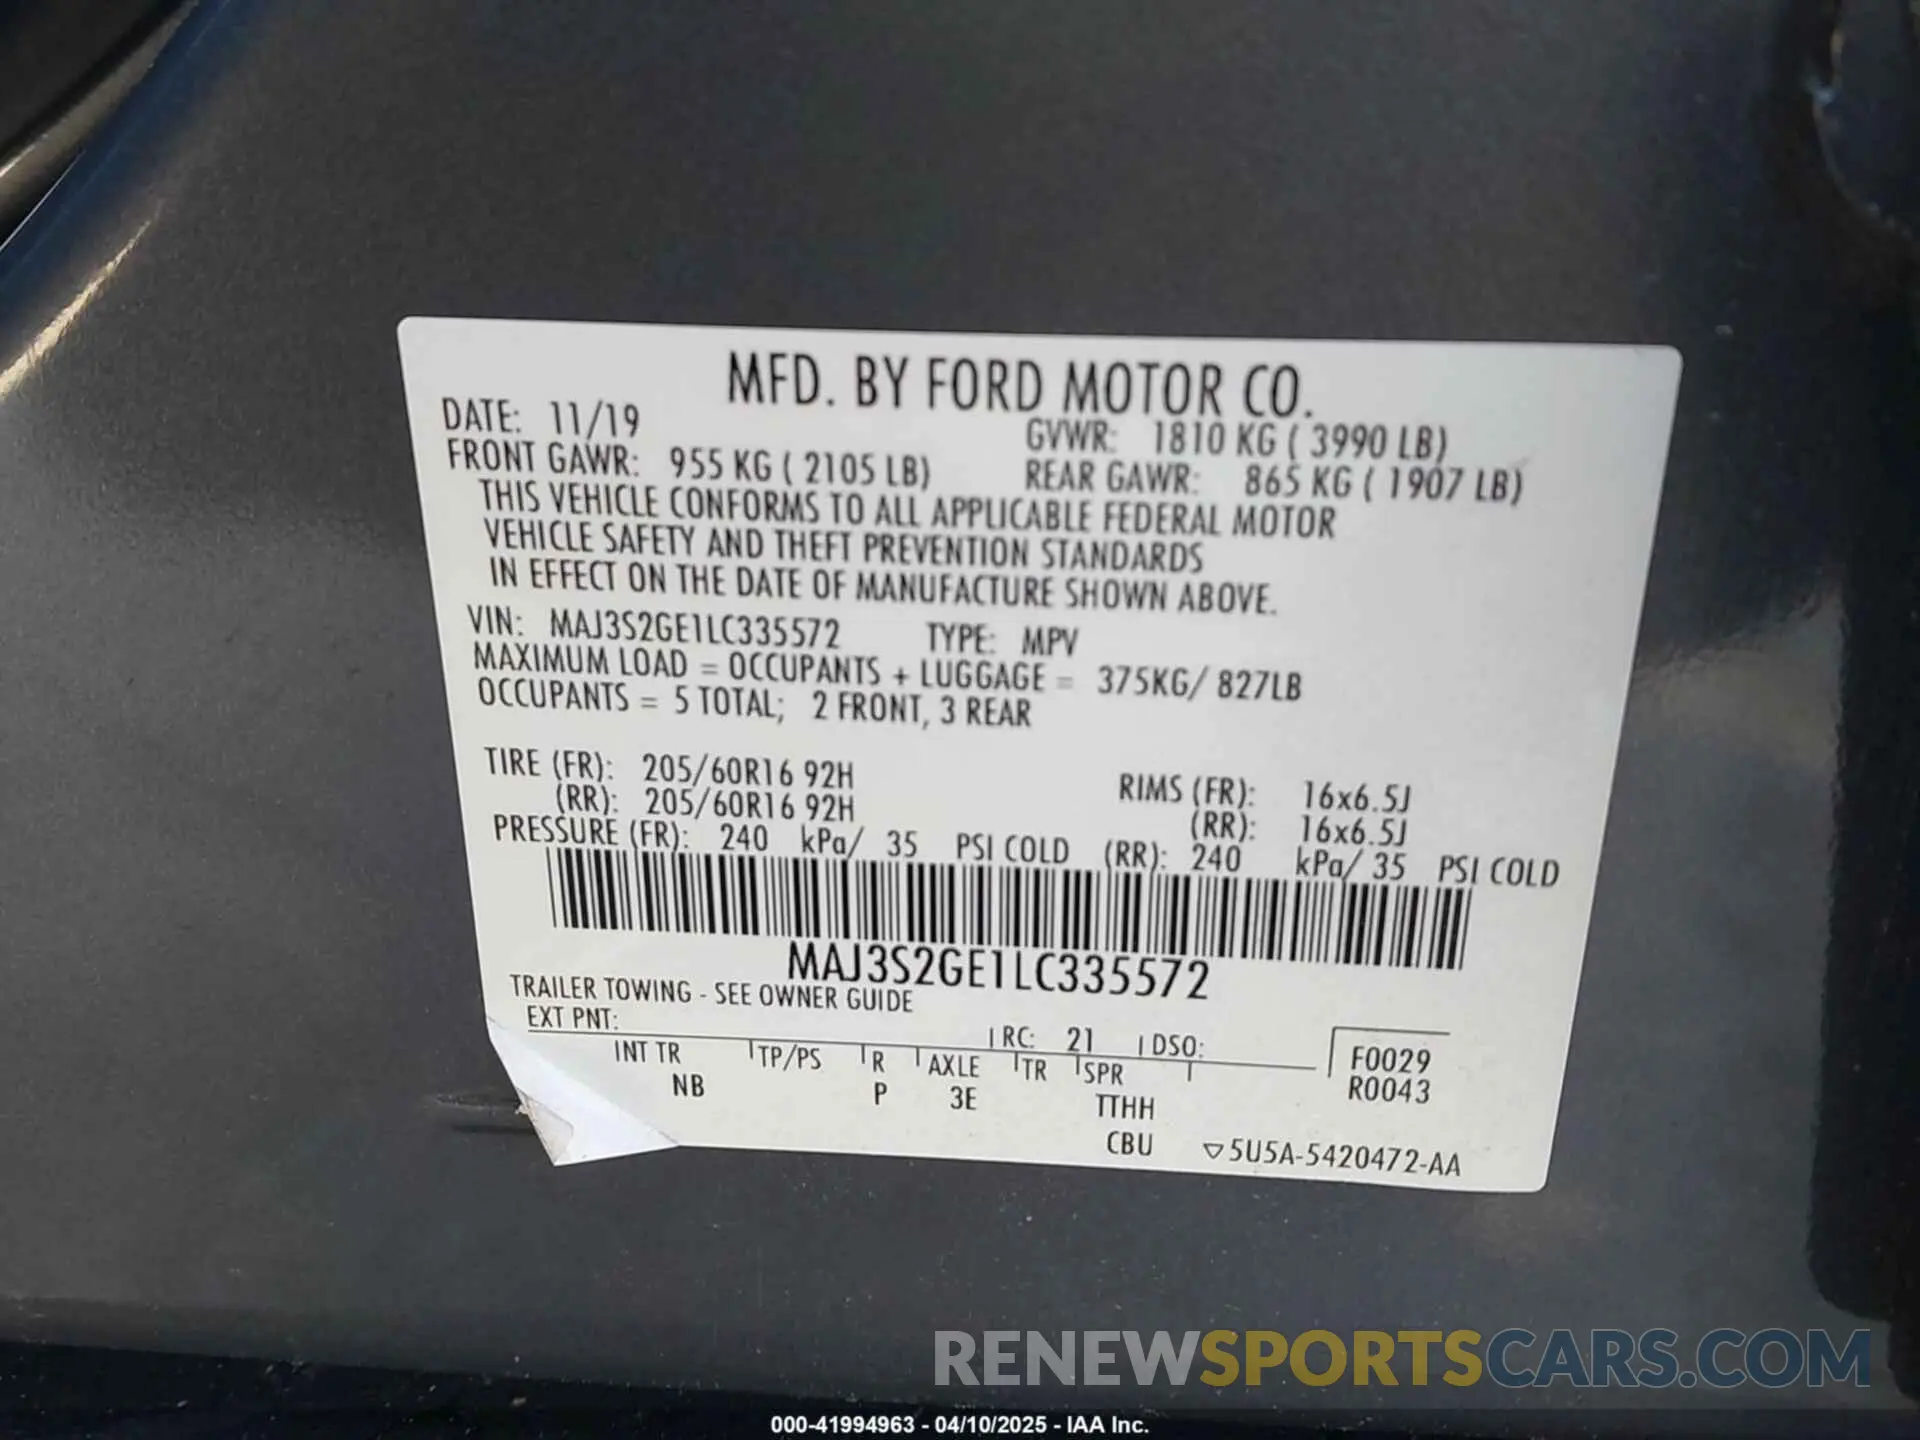 MFD. BY FORD MOTOR CO.
DATE: 11/19 GVWR: 1810 KG ( 3990 LB)
FRONT GAWR: 955 KG ( 2105 LB) REAR GAWR: 865 KG ( 1907 LB)
THIS VEHICLE CONFORMS TO ALL APPLICABLE FEDERAL MOTOR
VEHICLE SAFETY AND THEFT PREVENTION STANDARDS
IN EFFECT ON THE DATE OF MANUFACTURE SHOWN ABOVE.
VIN: MAJ3S2GE1LC335572 TYPE: MPV
MAXIMUM LOAD = OCCUPANTS + LUGGAGE = 375KG/ 827LB
OCCUPANTS = 5 TOTAL; 2 FRONT, 3 REAR
TIRE (FR): 205/60R16 92H RIMS (FR): 16x6.5J
(RR): 205/60R16 92H (RR): 16x6.5J
PRESSURE (FR): 240 kPa/ 35 PSI COLD (RR): 240 kPa/ 35 PSI COLD
MAJ3S2GE1LC335572
TRAILER TOWING - SEE OWNER GUIDE
EXT PNT: RC: 21 DSO:
INT TR TP/PS R AXLE TR SPR F0029
NB P 3E TTHH R0043
CBU ▽5U5A-5420472-AA
RENEWSPORTSCARS.COM
000-41994963 - 04/10/2025 - IAA Inc.